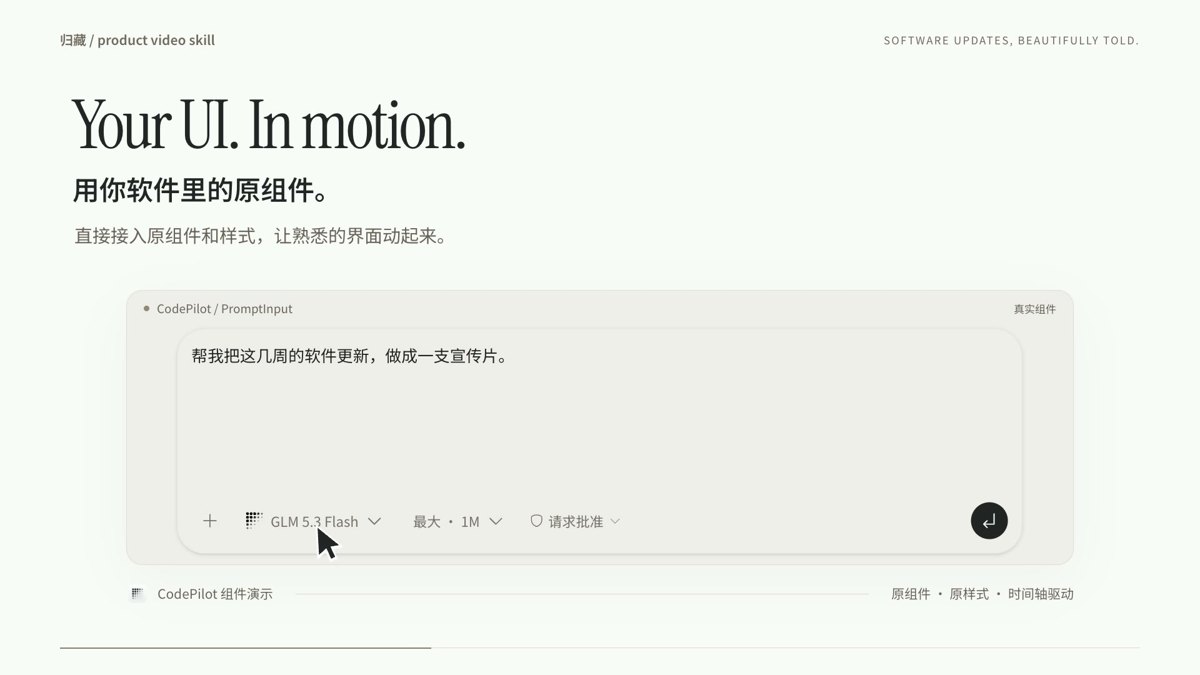 归藏 / product video skill
SOFTWARE UPDATES, BEAUTIFULLY TOLD.
Your UI. In motion.
用你软件里的原组件。
直接接入原组件和样式，让熟悉的界面动起来。
CodePilot / PromptInput
真实组件
帮我把这几周的软件更新，做成一支宣传片。
GLM 5.3 Flash
最大 · 1M
请求批准
CodePilot 组件演示
原组件 · 原样式 · 时间轴驱动